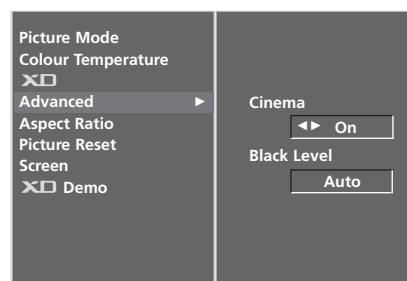 Picture Mode
Colour Temperature
XD
Advanced ►
Aspect Ratio
Picture Reset
Screen
XD Demo
Cinema
◄► On
Black Level
Auto